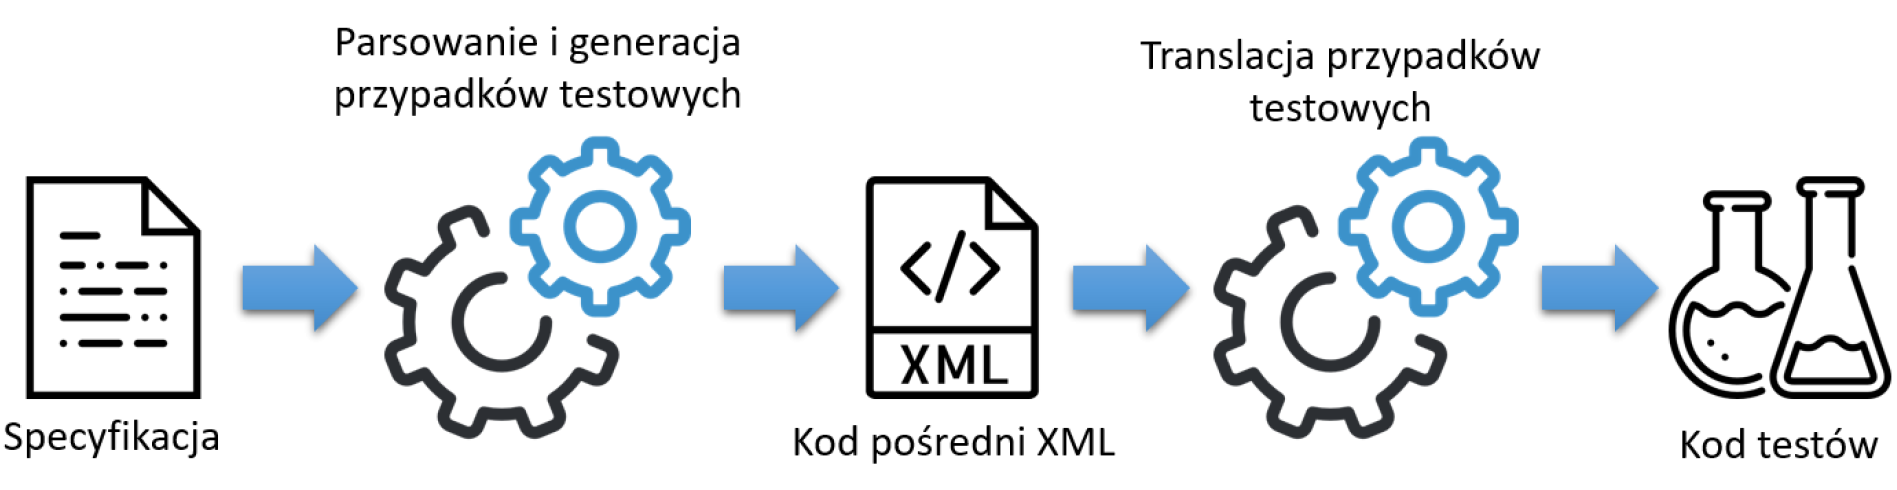 Parsowanie i generacja
przypadków testowych
Translacja przypadków
testowych
</>
XML
Specyfikacja
Kod pośredni XML
Kod testów